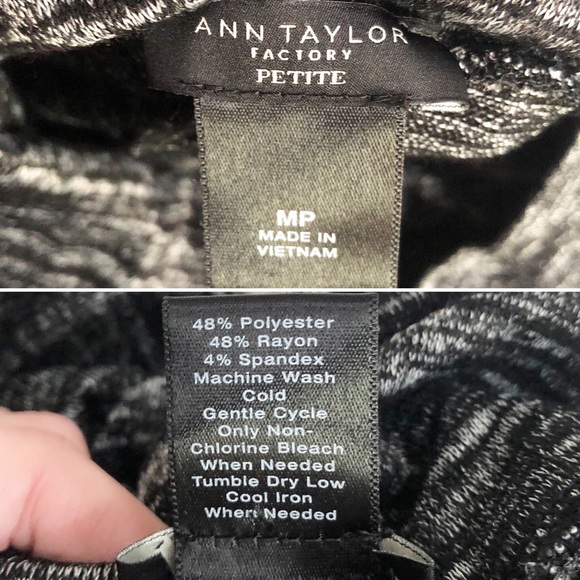 ANN TAYLOR
FACTORY
PETITE
MP
MADE IN
VIETNAM
48% Polyester
48% Rayon
4% Spandex
Machine Wash
Cold
Gentle Cycle
Only Non-
Chlorine Bleach
When Needed
Tumble Dry Low
Cool Iron
When Needed